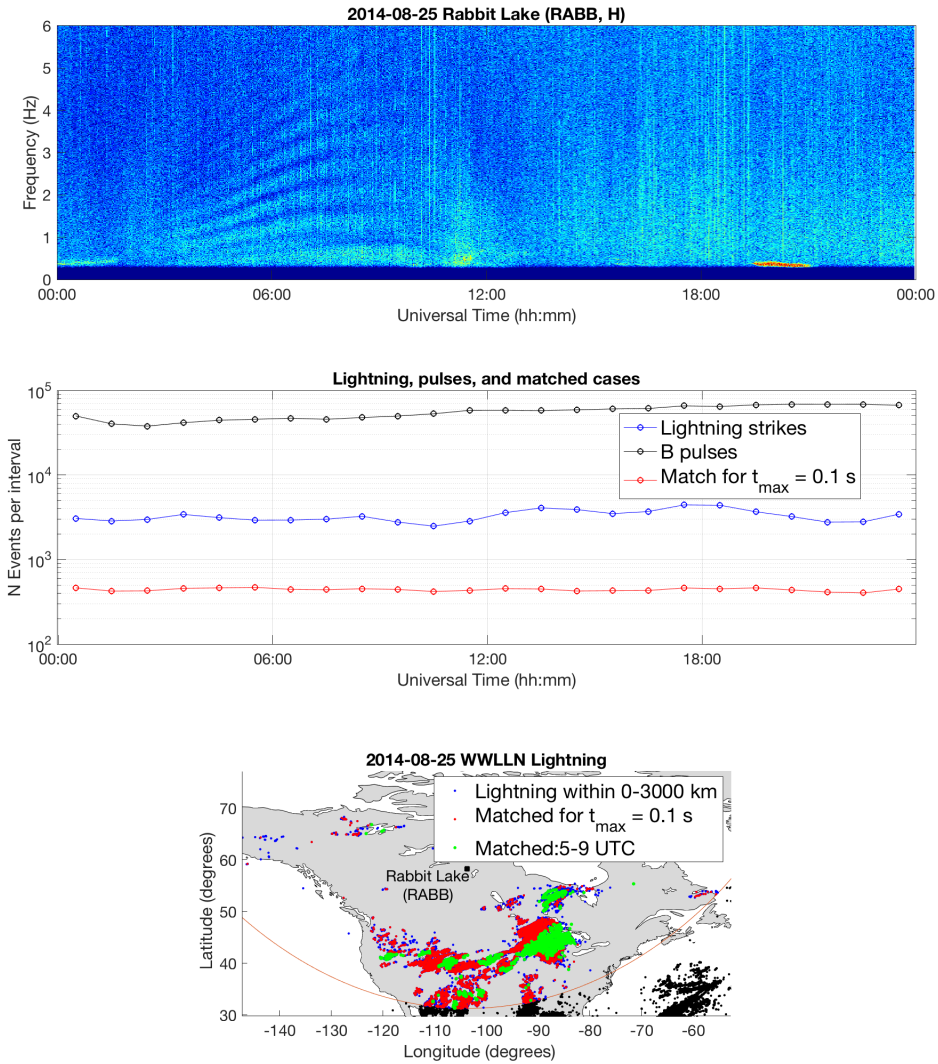 2014-08-25 Rabbit Lake (RABB, H)
6
5
4
3
2
1
0
Frequency (Hz)
00:00 06:00 12:00 18:00 00:00
Universal Time (hh:mm)
Lightning, pulses, and matched cases
10^5
10^4
10^3
10^2
N Events per interval
Lightning strikes
B pulses
Match for t_max = 0.1 s
00:00 06:00 12:00 18:00
Universal Time (hh:mm)
2014-08-25 WWLLN Lightning
70
60
50
40
30
Latitude (degrees)
Lightning within 0-3000 km
Matched for t_max = 0.1 s
Matched:5-9 UTC
Rabbit Lake
(RABB)
-140 -130 -120 -110 -100 -90 -80 -70 -60
Longitude (degrees)